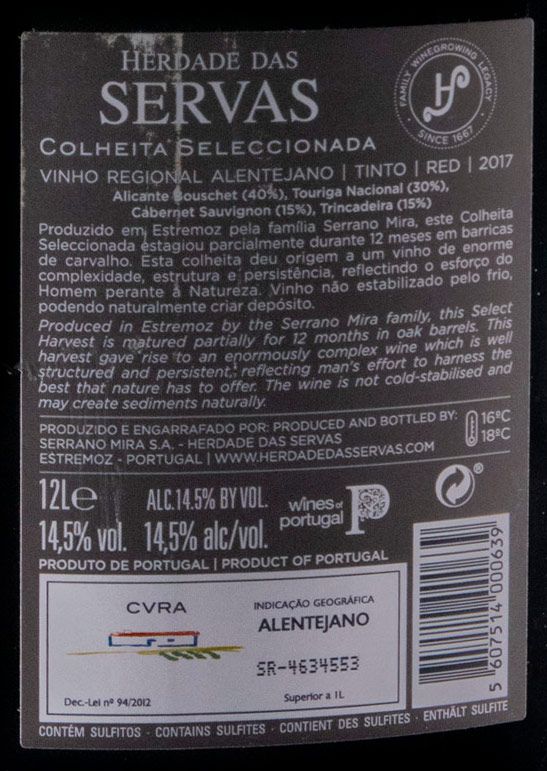 HERDADE DAS
SERVAS
COLHEITA SELECCIONADA
FAMILY WINEGROWING LEGACY
SINCE 1667
VINHO REGIONAL ALENTEJANO | TINTO | RED | 2017
Alicante Bouschet (40%), Touriga Nacional (30%),
Cabernet Sauvignon (15%), Trincadeira (15%)
Produzido em Estremoz pela família Serrano Mira, este Colheita
Seleccionada estagiou parcialmente durante 12 meses em barricas
de carvalho. Esta colheita deu origem a um vinho de enorme
complexidade, estrutura e persistência, reflectindo o esforço do
Homem perante a Natureza. Vinho não estabilizado pelo frio,
podendo naturalmente criar depósito.
Produced in Estremoz by the Serrano Mira family, this Select
Harvest is matured partially for 12 months in oak barrels. This
harvest gave rise to an enormously complex wine which is well
structured and persistent, reflecting man's effort to harness the
best that nature has to offer. The wine is not cold-stabilised and
may create sediments naturally.
PRODUZIDO E ENGARRAFADO POR: PRODUCED AND BOTTLED BY:
SERRANO MIRA S.A. - HERDADE DAS SERVAS
ESTREMOZ - PORTUGAL | WWW.HERDADEDASSERVAS.COM
16ºC
18ºC
12L e ALC.14.5% BY VOL.
14,5% vol. 14,5% alc/vol.
wines of
portugal
®
PRODUTO DE PORTUGAL | PRODUCT OF PORTUGAL
CVRA
INDICAÇÃO GEOGRÁFICA
ALENTEJANO
SR-4634553
Dec.-Lei nº 94/2012
Superior a 1L
5 607514 000639
CONTÉM SULFITOS · CONTAINS SULFITES · CONTIENT DES SULFITES · ENTHÄLT SULFITE